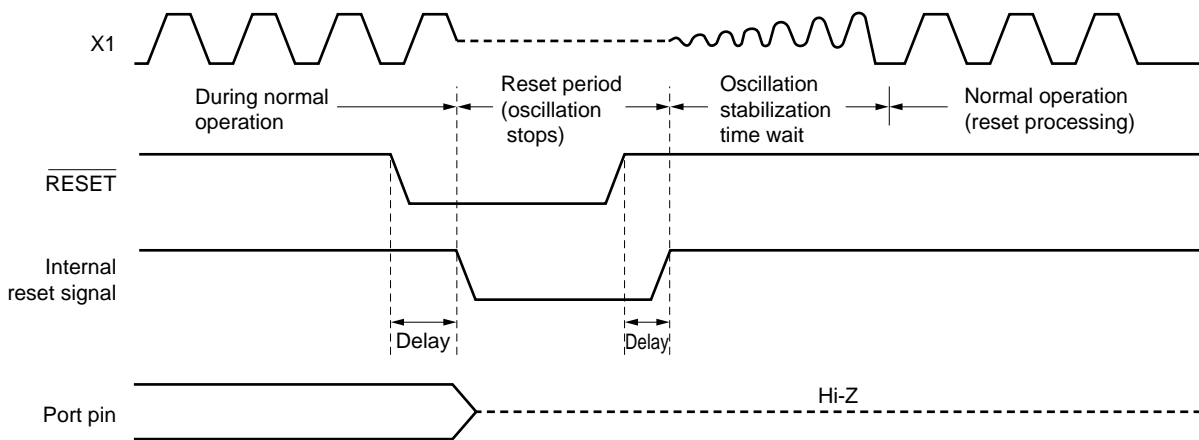 X1
During normal
operation
Reset period
(oscillation
stops)
Oscillation
stabilization
time wait
Normal operation
(reset processing)
RESET
Internal
reset signal
Delay
Delay
Hi-Z
Port pin